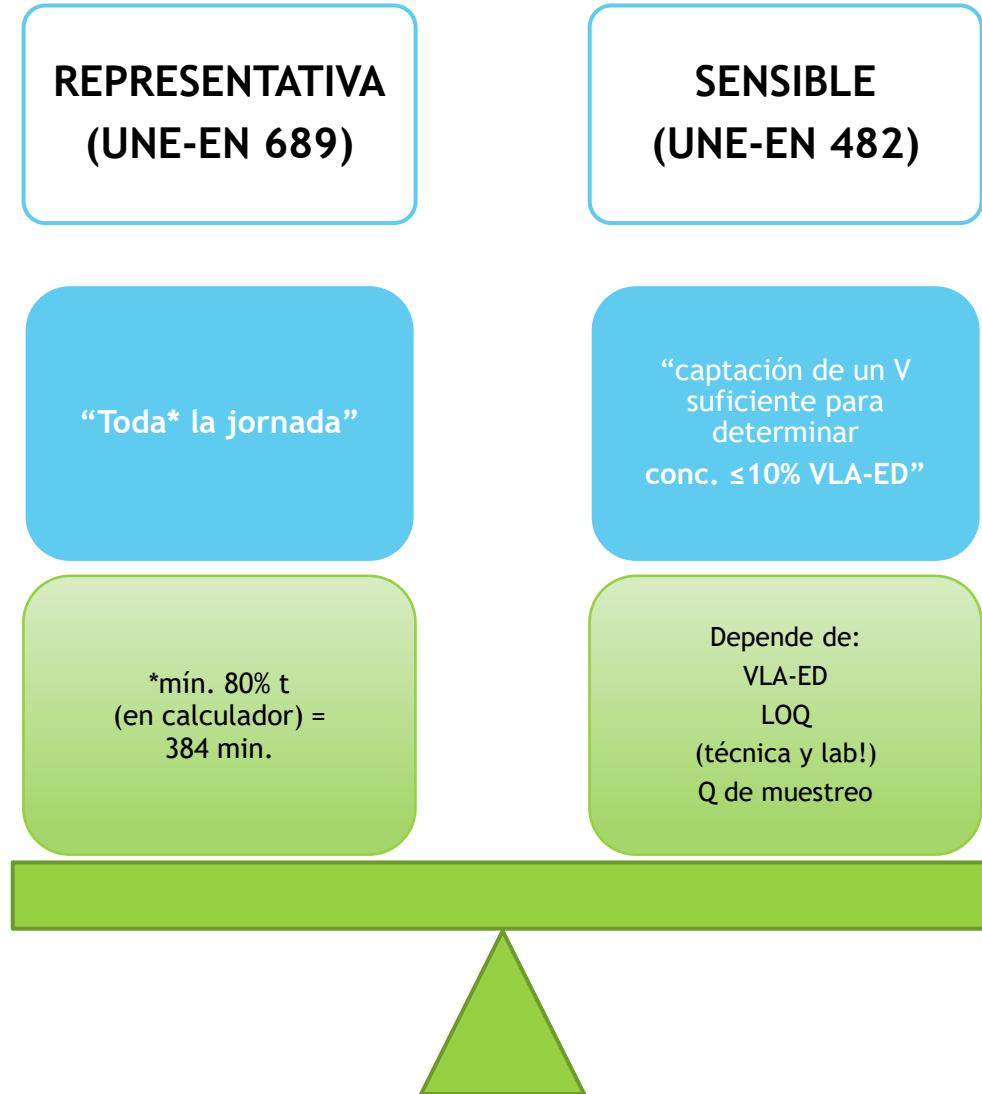 REPRESENTATIVA
(UNE-EN 689)
SENSIBLE
(UNE-EN 482)
“Toda* la jornada”
“captación de un V
suficiente para
determinar
conc. ≤10% VLA-ED”
*mín. 80% t
(en calculador) =
384 min.
Depende de:
VLA-ED
LOQ
(técnica y lab!)
Q de muestreo